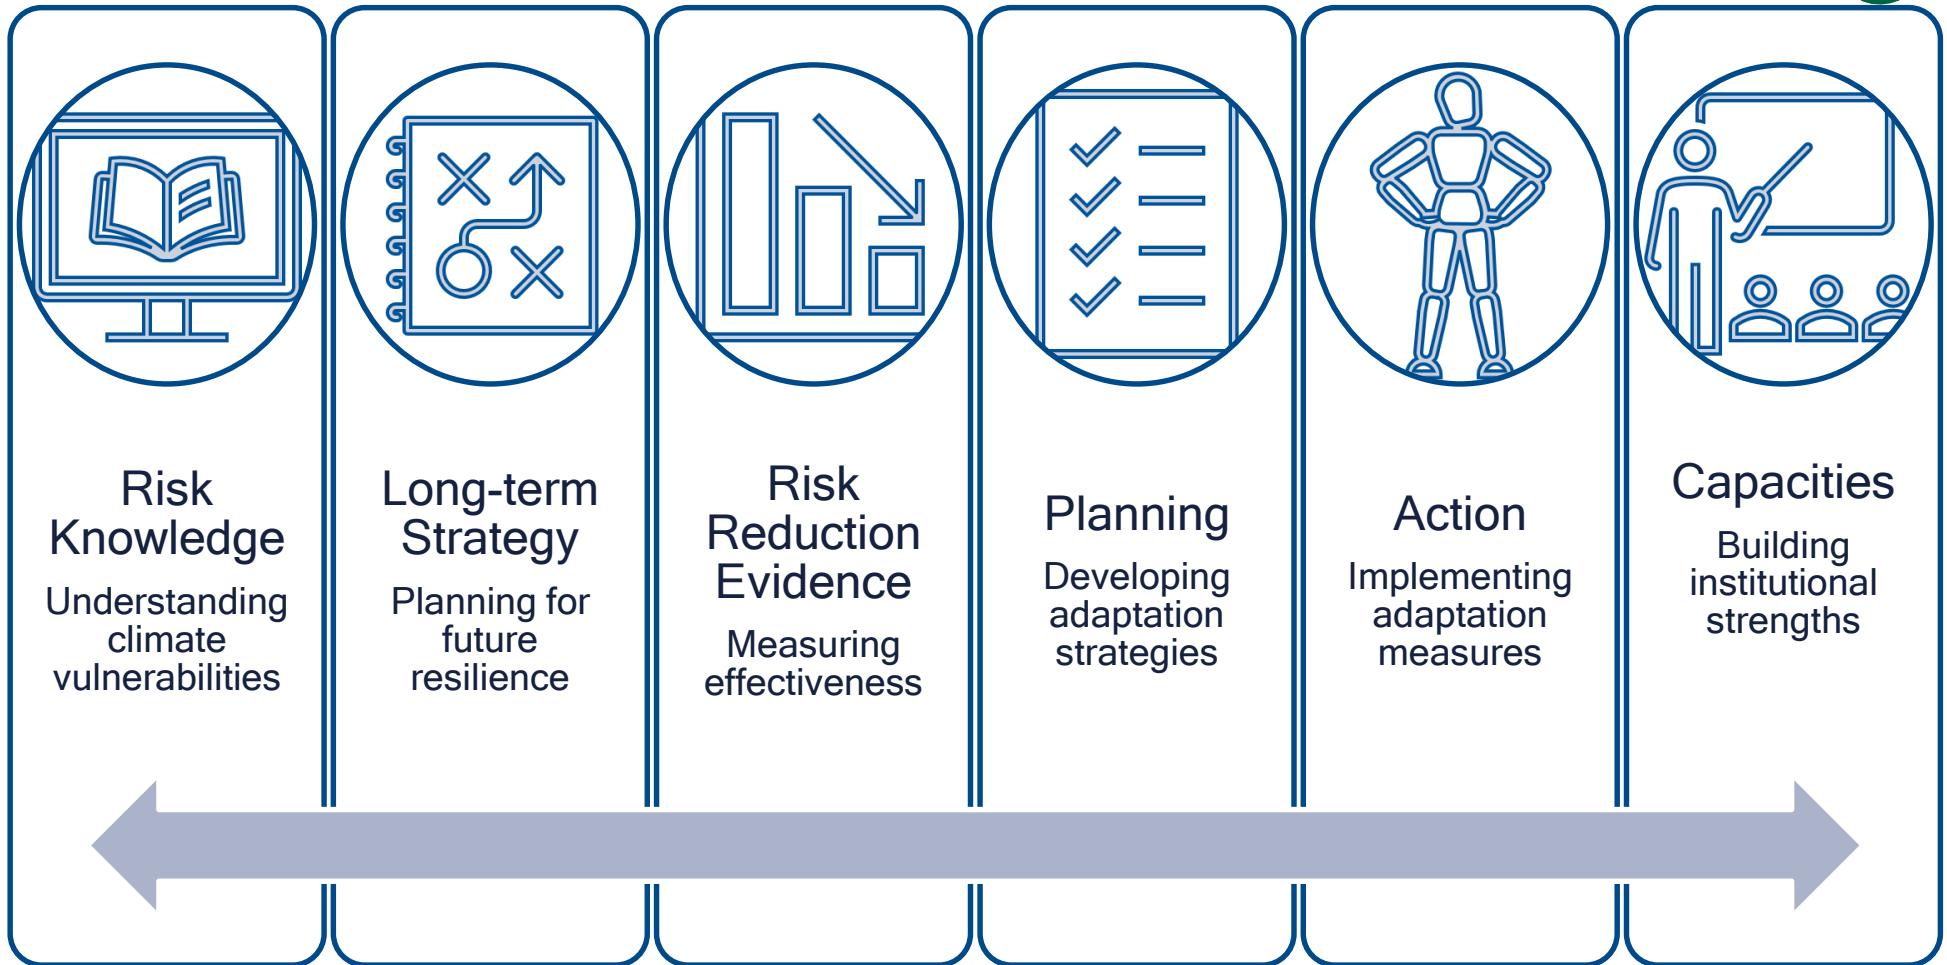 Risk
Knowledge
Understanding
climate
vulnerabilities
Long-term
Strategy
Planning for
future
resilience
Risk
Reduction
Evidence
Measuring
effectiveness
Planning
Developing
adaptation
strategies
Action
Implementing
adaptation
measures
Capacities
Building
institutional
strengths